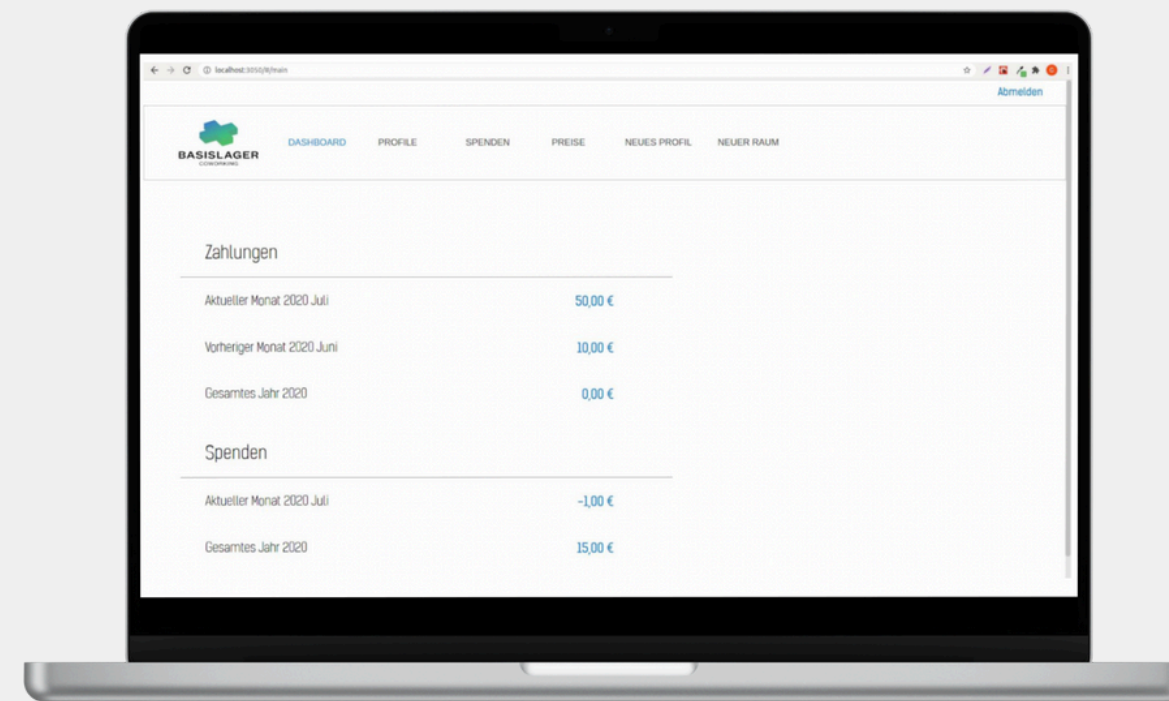 localhost:3050/#/main
Abmelden
BASISLAGER
COWORKING
DASHBOARD PROFILE SPENDEN PREISE NEUES PROFIL NEUER RAUM
Zahlungen
Aktueller Monat 2020 Juli 50,00 €
Vorheriger Monat 2020 Juni 10,00 €
Gesamtes Jahr 2020 0,00 €
Spenden
Aktueller Monat 2020 Juli -1,00 €
Gesamtes Jahr 2020 15,00 €